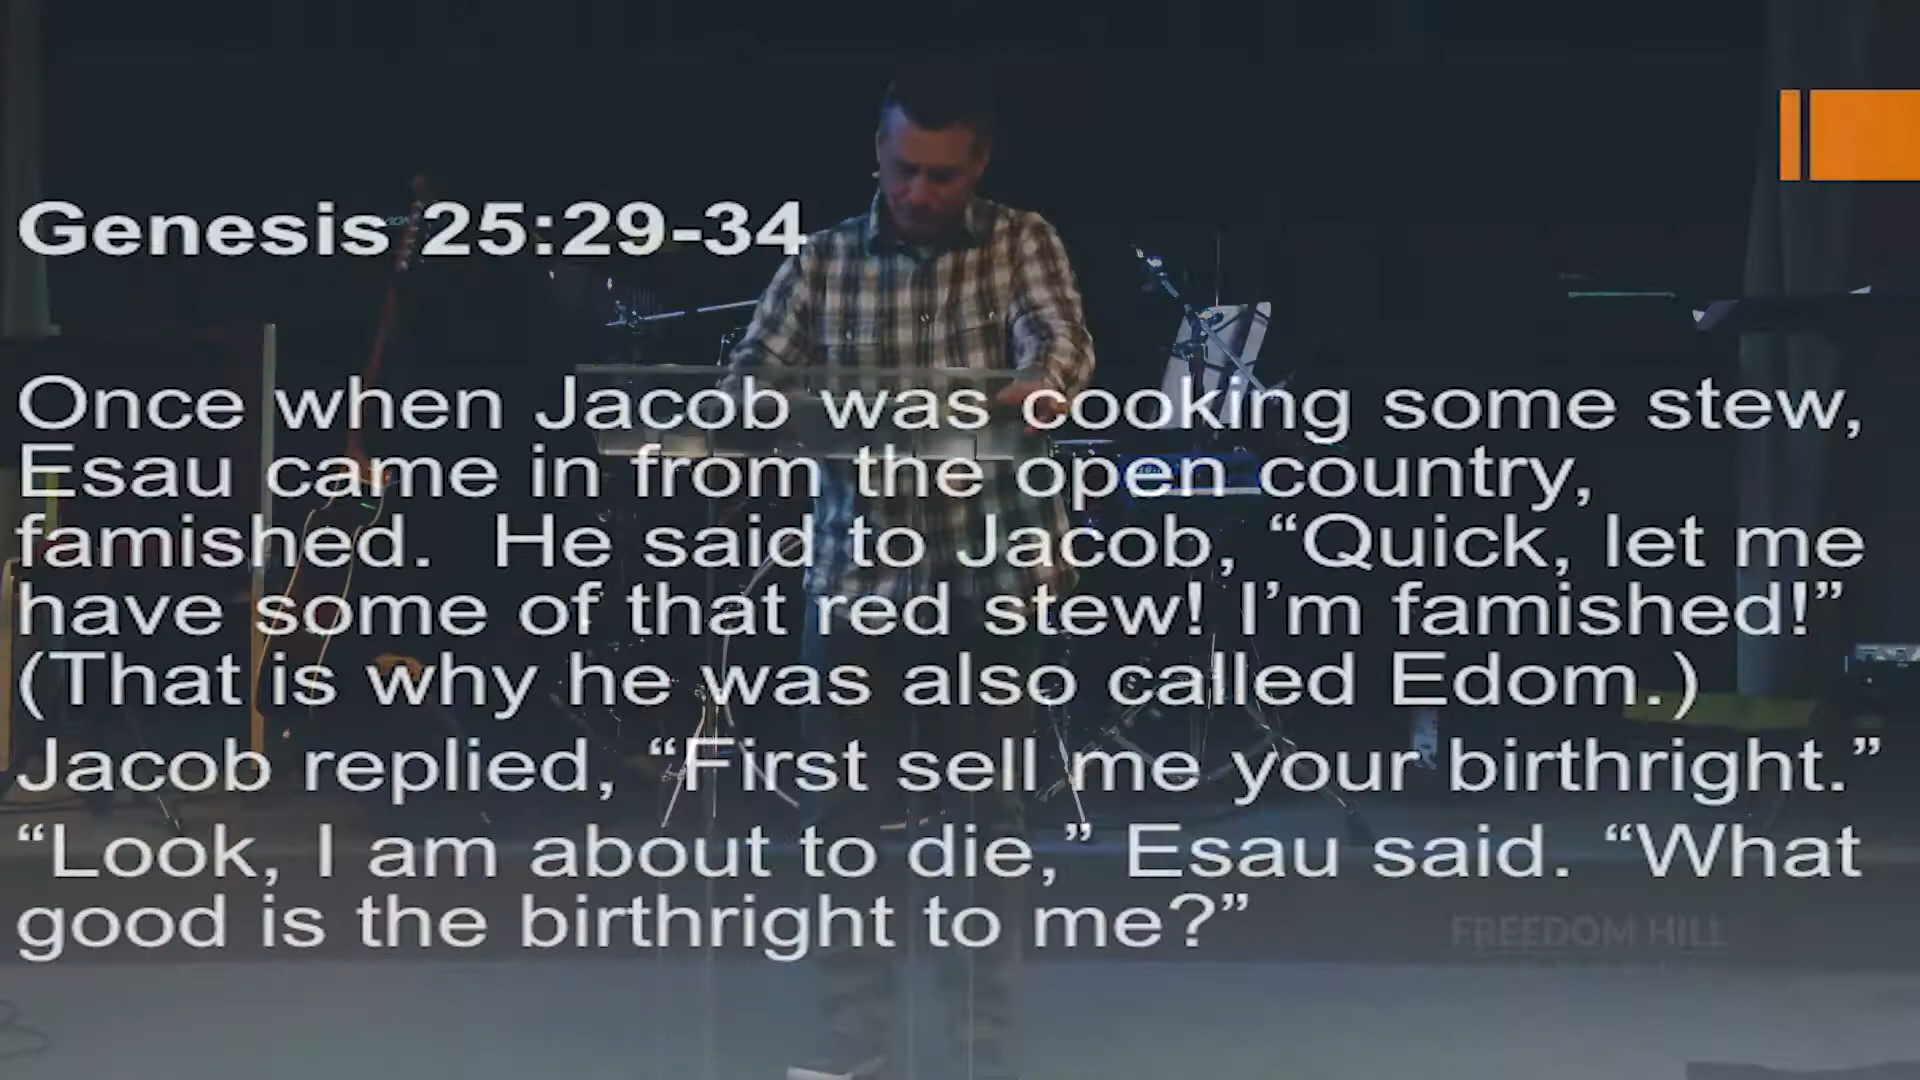 Genesis 25:29-34
Once when Jacob was cooking some stew,
Esau came in from the open country,
famished.  He said to Jacob, “Quick, let me
have some of that red stew! I’m famished!”
(That is why he was also called Edom.)
Jacob replied, “First sell me your birthright.”
“Look, I am about to die,” Esau said. “What
good is the birthright to me?”
FREEDOM HILL